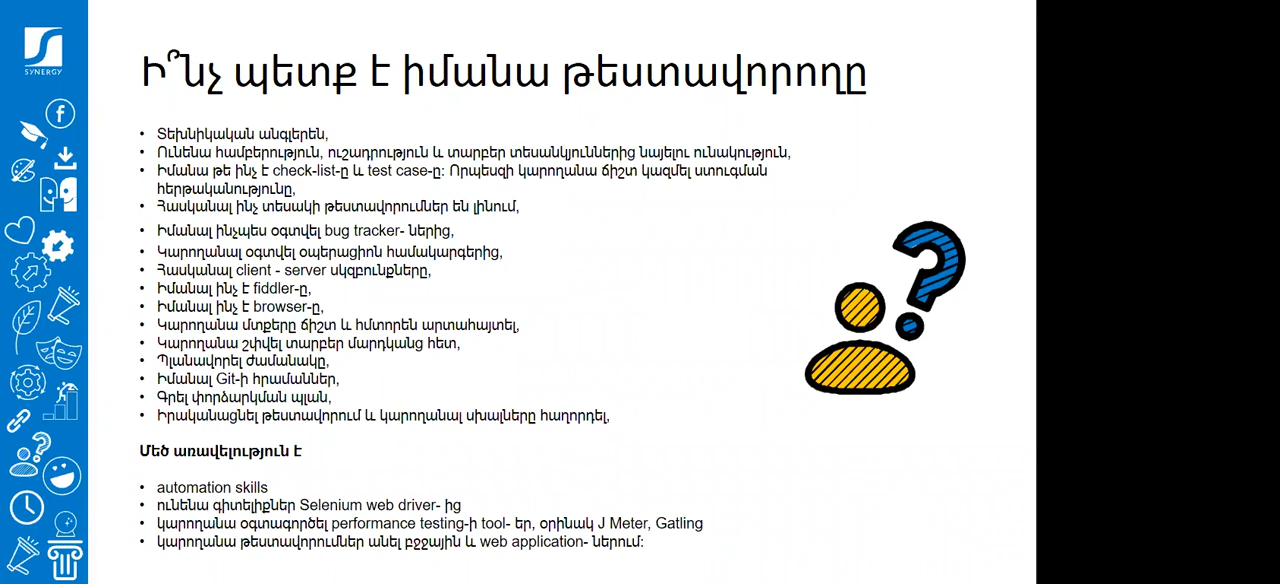 SYNERGY
Ի՞նչ պետք է իմանա թեստավորողը
• Տեխնիկական անգլերեն,
• Ունենա համբերություն, ուշադրություն և տարբեր տեսանկյուններից նայելու ունակություն,
• Իմանա թե ինչ է check-list-ը և test case-ը: Որպեսզի կարողանա ճիշտ կազմել ստուգման
հերթականությունը,
• Հասկանալ ինչ տեսակի թեստավորումներ են լինում,
• Իմանալ ինչպես օգտվել bug tracker- ներից,
• Կարողանալ օգտվել օպերացիոն համակարգերից,
• Հասկանալ client - server սկզբունքները,
• Իմանալ ինչ է fiddler-ը,
• Իմանալ ինչ է browser-ը,
• Կարողանա մտքերը ճիշտ և հմտորեն արտահայտել,
• Կարողանա շփվել տարբեր մարդկանց հետ,
• Պլանավորել ժամանակը,
• Իմանալ Git-ի հրամաններ,
• Գրել փորձարկման պլան,
• Իրականացնել թեստավորում և կարողանալ սխալները հաղորդել,
Մեծ առավելություն է
• automation skills
• ունենա գիտելիքներ Selenium web driver- ից
• կարողանա օգտագործել performance testing-ի tool- եր, օրինակ J Meter, Gatling
• կարողանա թեստավորումներ անել բջջային և web application- ներում: